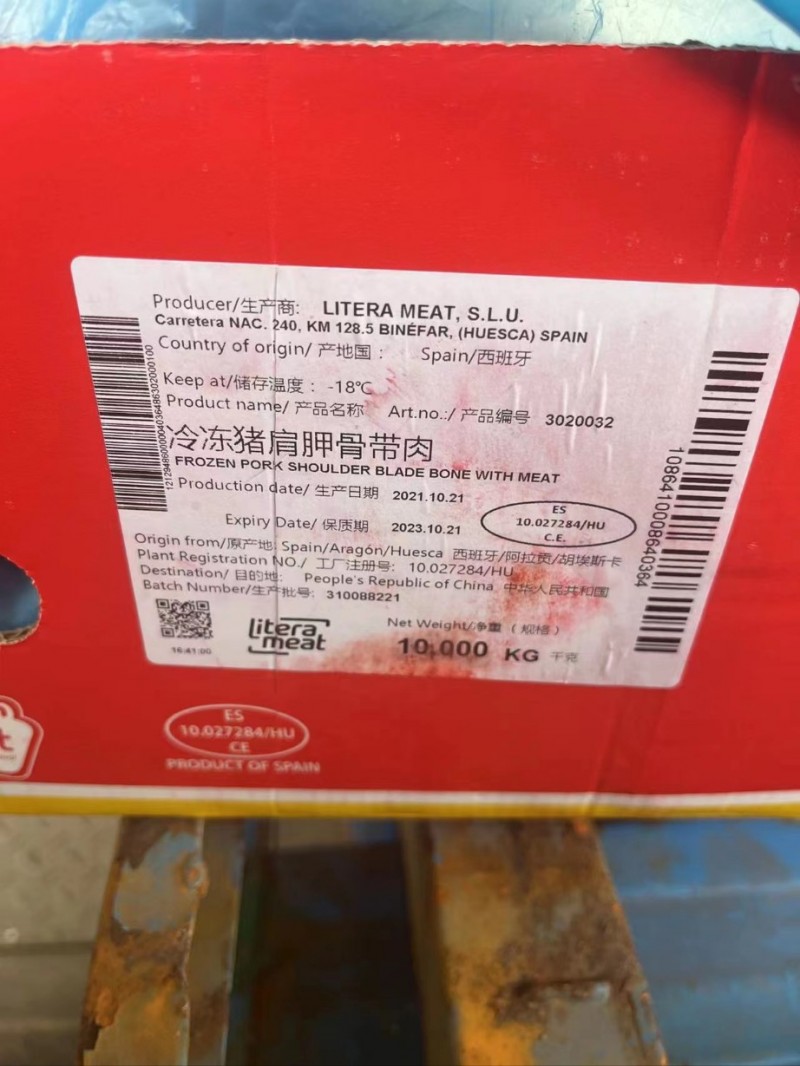 Producer/生产商: LITERA MEAT, S.L.U.
Carretera NAC. 240, KM 128.5 BINÉFAR, (HUESCA) SPAIN
Country of origin/ 产地国： Spain/西班牙
Keep at/储存温度： -18℃
Product name/ 产品名称 Art.no.:/ 产品编号 3020032
冷冻猪肩胛骨带肉
FROZEN PORK SHOULDER BLADE BONE WITH MEAT
Production date/ 生产日期 2021.10.21
Expiry Date/ 保质期 2023.10.21
ES
10.027284/HU
C.E.
Origin from/原产地: Spain/Aragón/Huesca 西班牙/阿拉贡/胡埃斯卡
Plant Registration NO./ 工厂注册号: 10.027284/HU
Destination/ 目的地: People's Republic of China 中华人民共和国
Batch Number/生产批号: 310088221
Net Weight/净重（规格）
10.000 KG 千克
litera
meat
16:41:00
1086410008640364
ES
10.027284/HU
CE
PRODUCT OF SPAIN